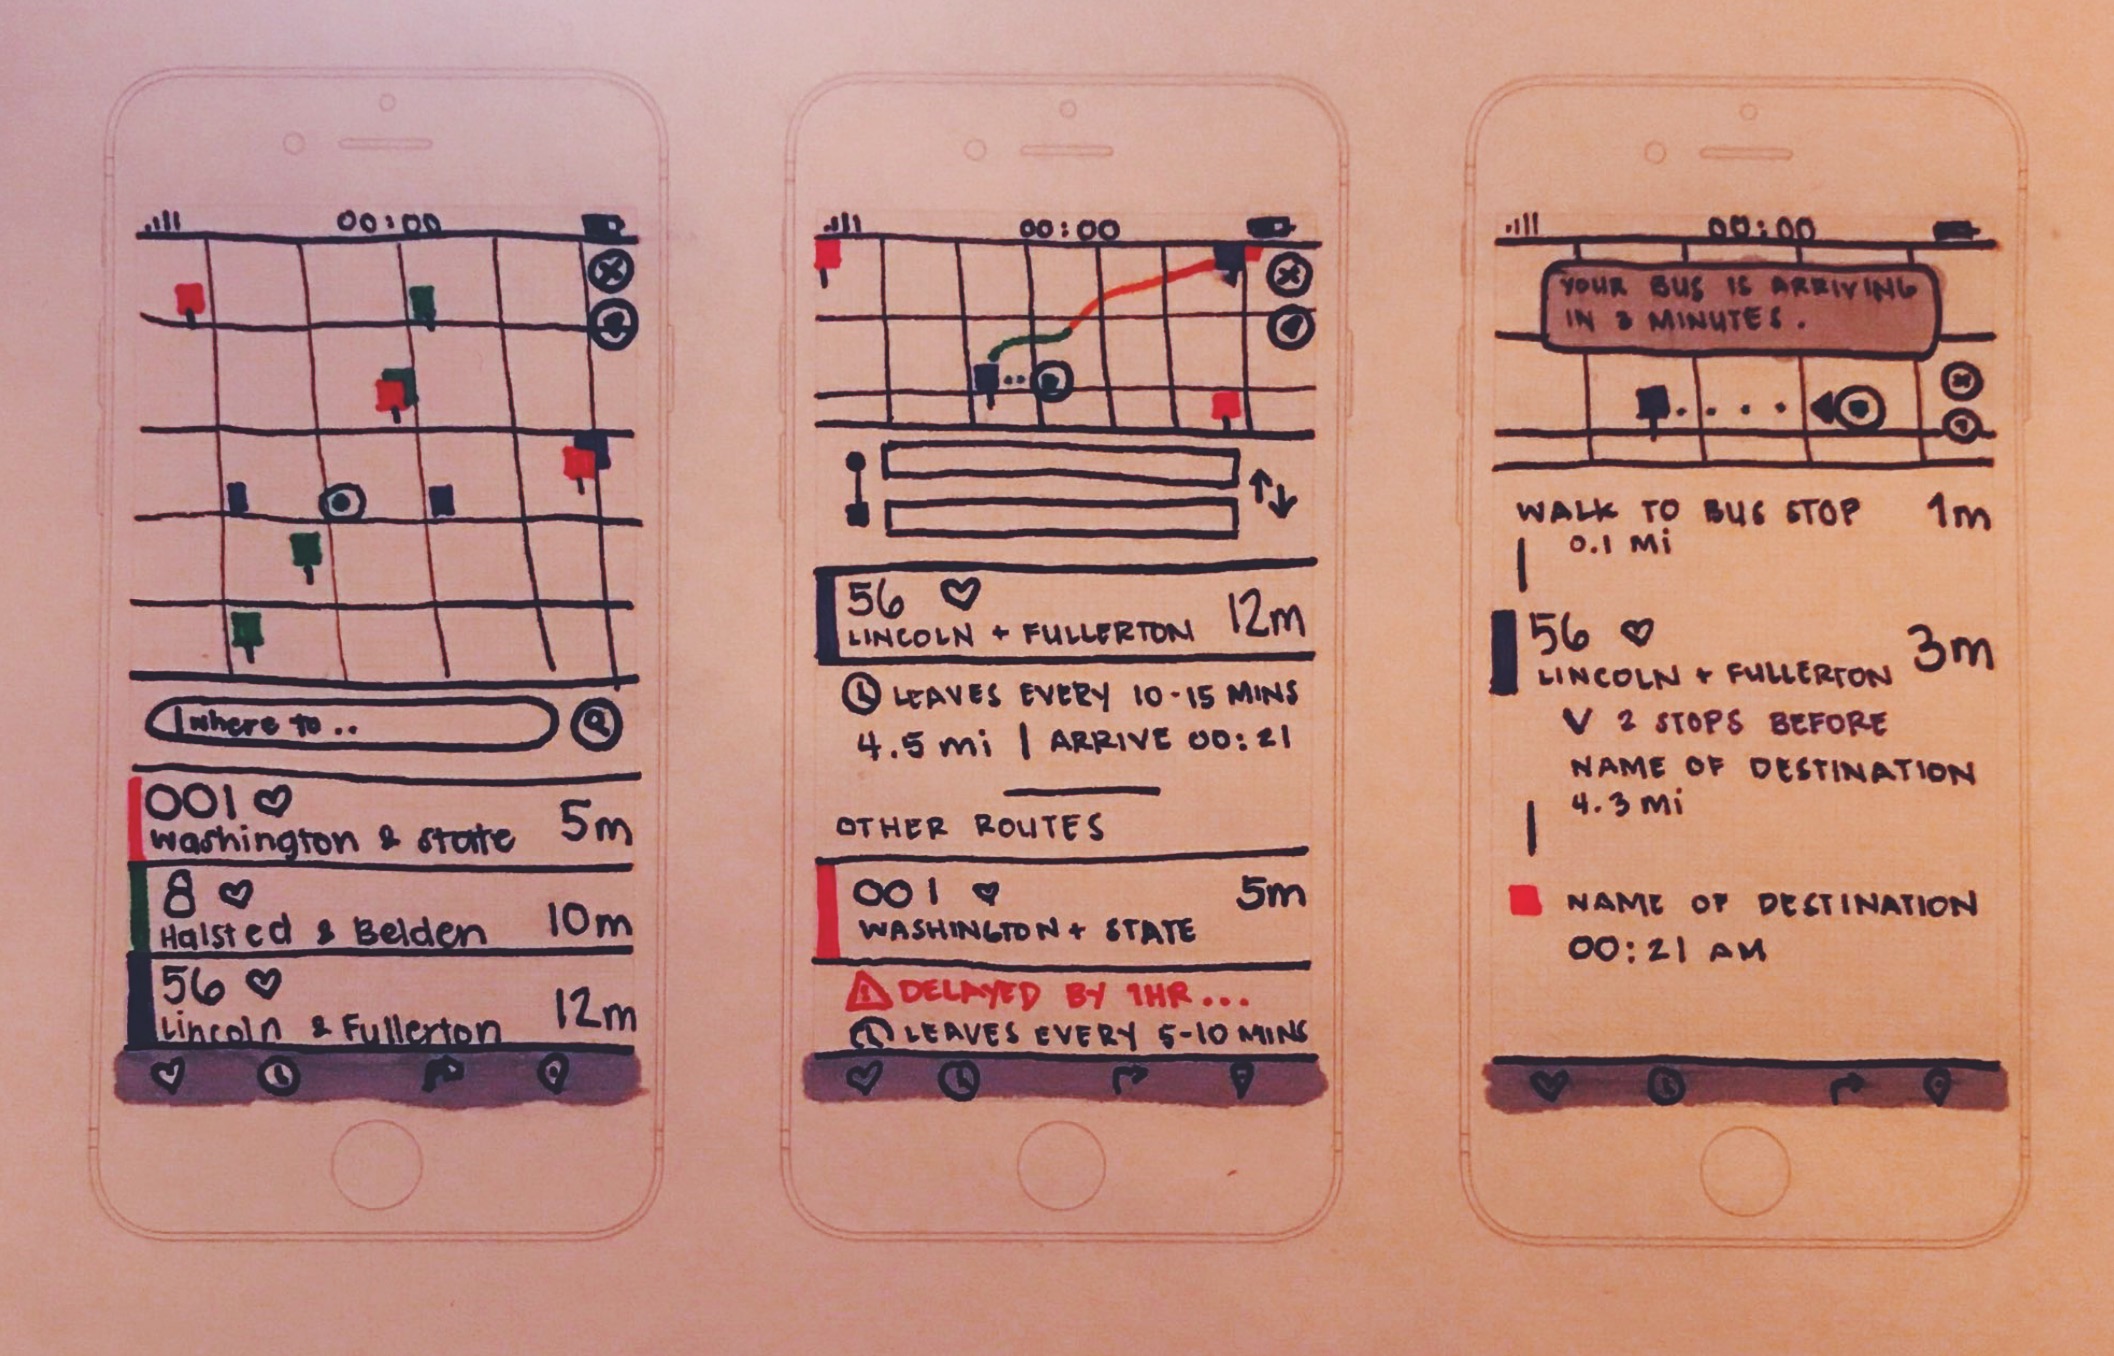 00:00
where to ..
001
Washington & State
5m
8
Halsted & Belden
10m
56
Lincoln & Fullerton
12m
00:00
56
LINCOLN + FULLERTON
12m
LEAVES EVERY 10-15 MINS
4.5 mi | ARRIVE 00:21
OTHER ROUTES
001
WASHINGTON + STATE
5m
DELAYED BY 1HR...
LEAVES EVERY 5-10 MINS
00:00
YOUR BUS IS ARRIVING
IN 3 MINUTES.
WALK TO BUS STOP
1m
0.1 Mi
56
LINCOLN + FULLERTON
3m
V 2 STOPS BEFORE
NAME OF DESTINATION
4.3 mi
NAME OF DESTINATION
00:21 AM